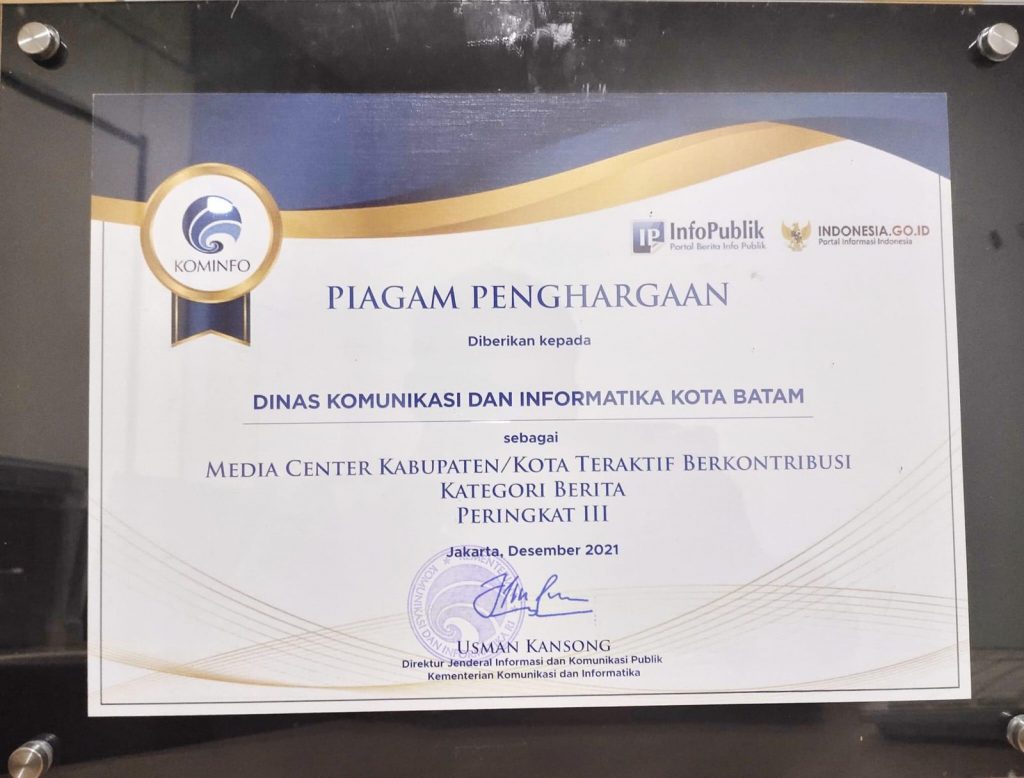 KOMINFO
IP InfoPublik
Portal Berita Info Publik
INDONESIA.GO.ID
Portal Informasi Indonesia
PIAGAM PENGHARGAAN
Diberikan kepada
DINAS KOMUNIKASI DAN INFORMATIKA KOTA BATAM
sebagai
MEDIA CENTER KABUPATEN/KOTA TERAKTIF BERKONTRIBUSI
KATEGORI BERITA
PERINGKAT III
Jakarta, Desember 2021
USMAN KANSONG
Direktur Jenderal Informasi dan Komunikasi Publik
Kementerian Komunikasi dan Informatika